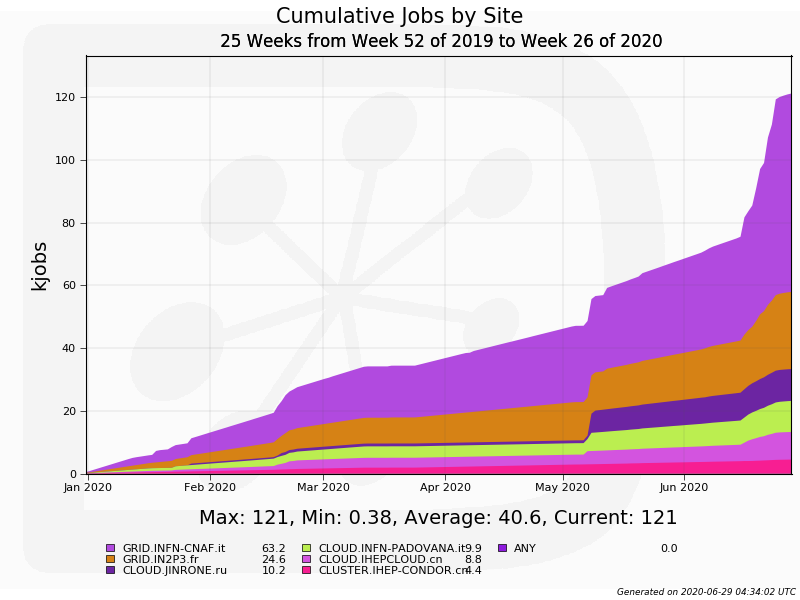 Cumulative Jobs by Site
25 Weeks from Week 52 of 2019 to Week 26 of 2020
kjobs
120
100
80
60
40
20
0
Jan 2020 Feb 2020 Mar 2020 Apr 2020 May 2020 Jun 2020
Max: 121, Min: 0.38, Average: 40.6, Current: 121
GRID.INFN-CNAF.it 63.2 CLOUD.INFN-PADOVANA.it 9.9 ANY 0.0
GRID.IN2P3.fr 24.6 CLOUD.IHEPCLOUD.cn 8.8
CLOUD.JINRONE.ru 10.2 CLUSTER.IHEP-CONDOR.cn 4.4
Generated on 2020-06-29 04:34:02 UTC